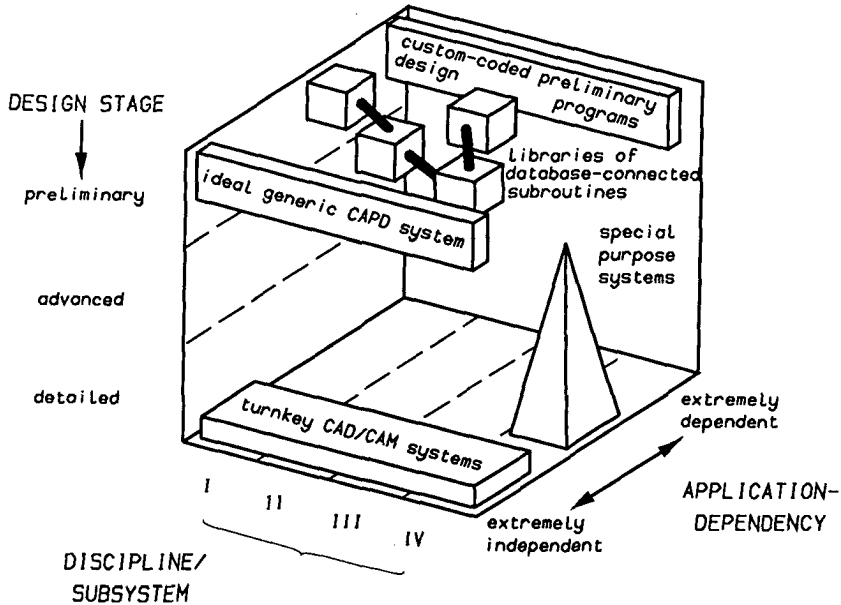 custom-coded preliminary
design
programs
DESIGN STAGE
preliminary
advanced
detailed
libraries of
database-connected
subroutines
ideal generic CAPD system
special
purpose
systems
turnkey CAD/CAM systems
extremely
dependent
APPLICATION-
DEPENDENCY
extremely
independent
I
II
III
IV
DISCIPLINE/
SUBSYSTEM